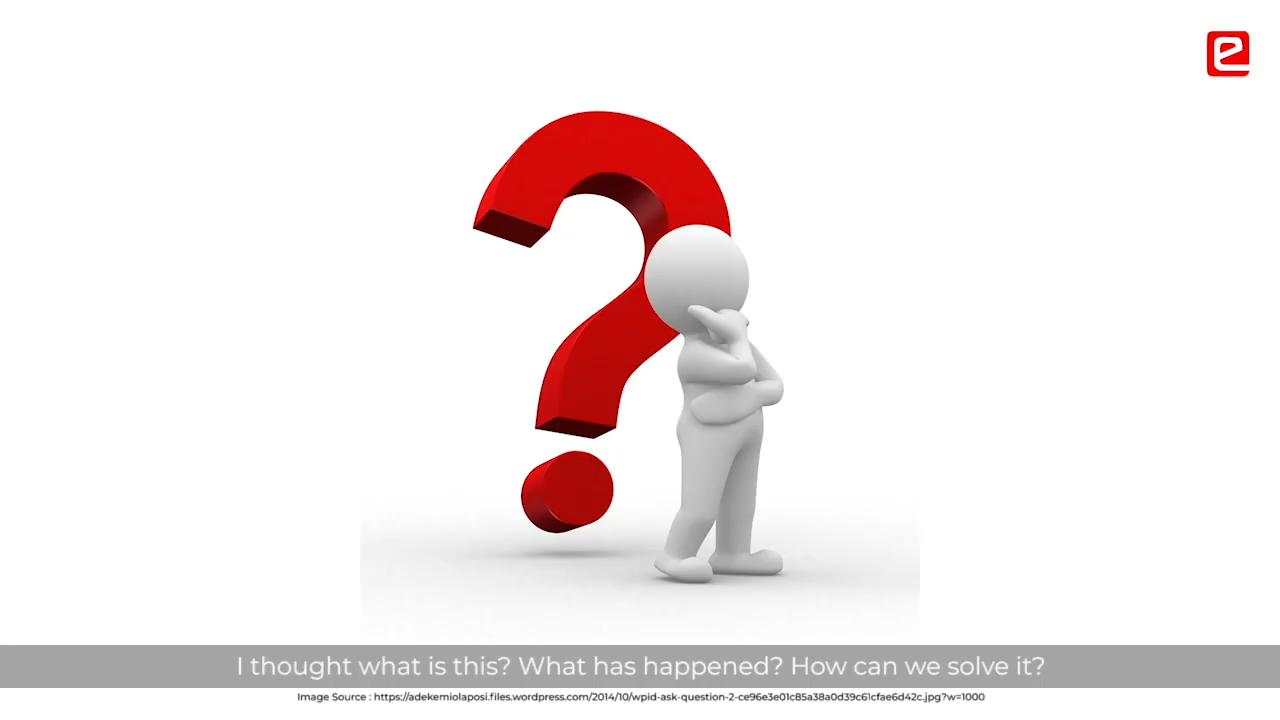 e
I thought what is this? What has happened? How can we solve it?
Image Source : https://adekemiolaposi.files.wordpress.com/2014/10/wpid-ask-question-2-ce96e3e01c85a38a0d39c61cfae6d42c.jpg?w=1000